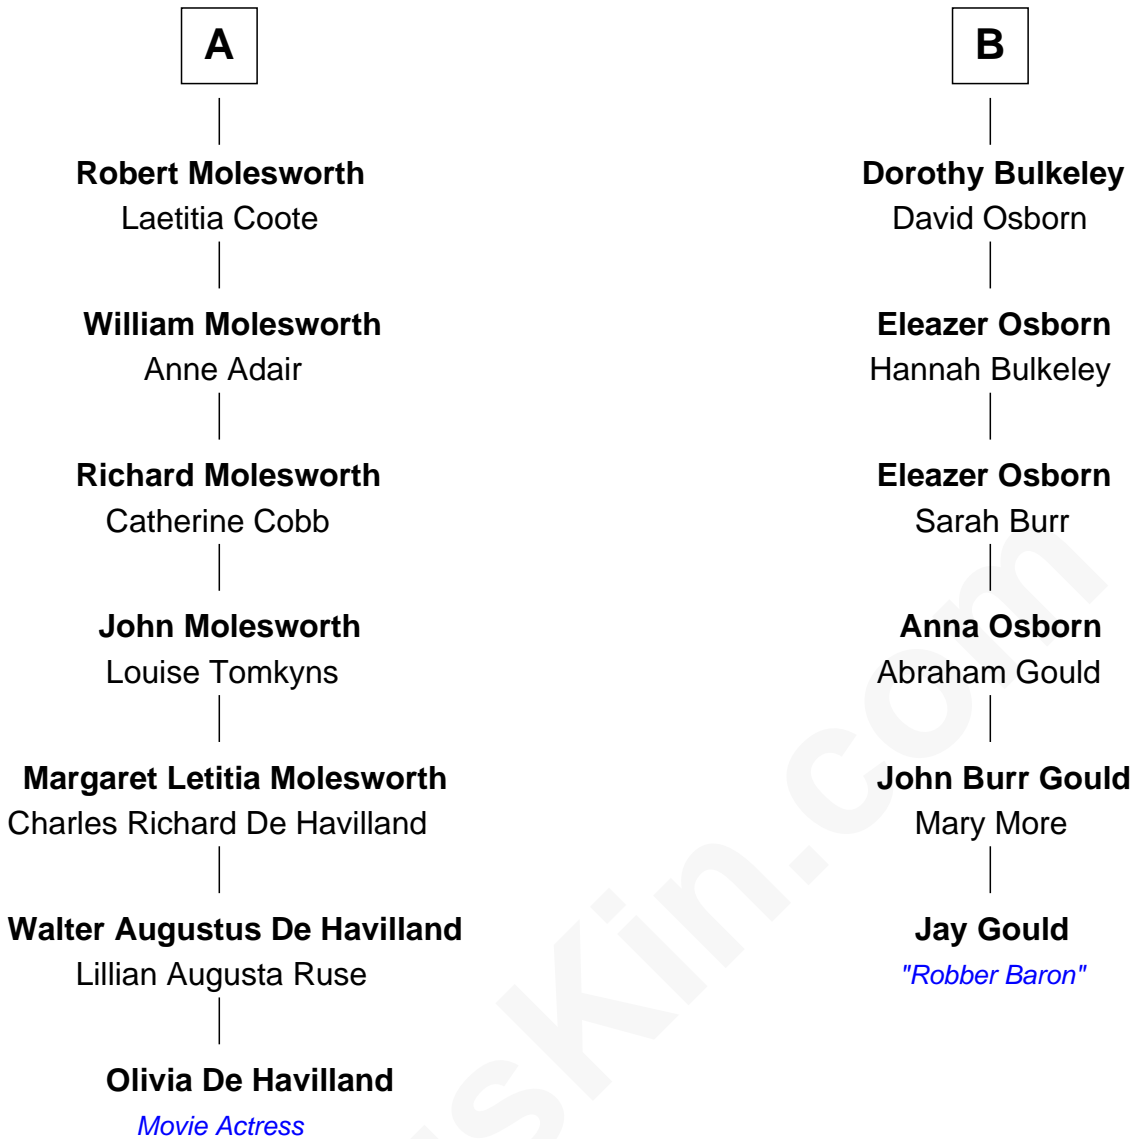 A
Robert Molesworth
Laetitia Coote
William Molesworth
Anne Adair
Richard Molesworth
Catherine Cobb
John Molesworth
Louise Tomkyns
Margaret Letitia Molesworth
Charles Richard De Havilland
Walter Augustus De Havilland
Lillian Augusta Ruse
Olivia De Havilland
Movie Actress
B
Dorothy Bulkeley
David Osborn
Eleazer Osborn
Hannah Bulkeley
Eleazer Osborn
Sarah Burr
Anna Osborn
Abraham Gould
John Burr Gould
Mary More
Jay Gould
"Robber Baron"
usKin.com